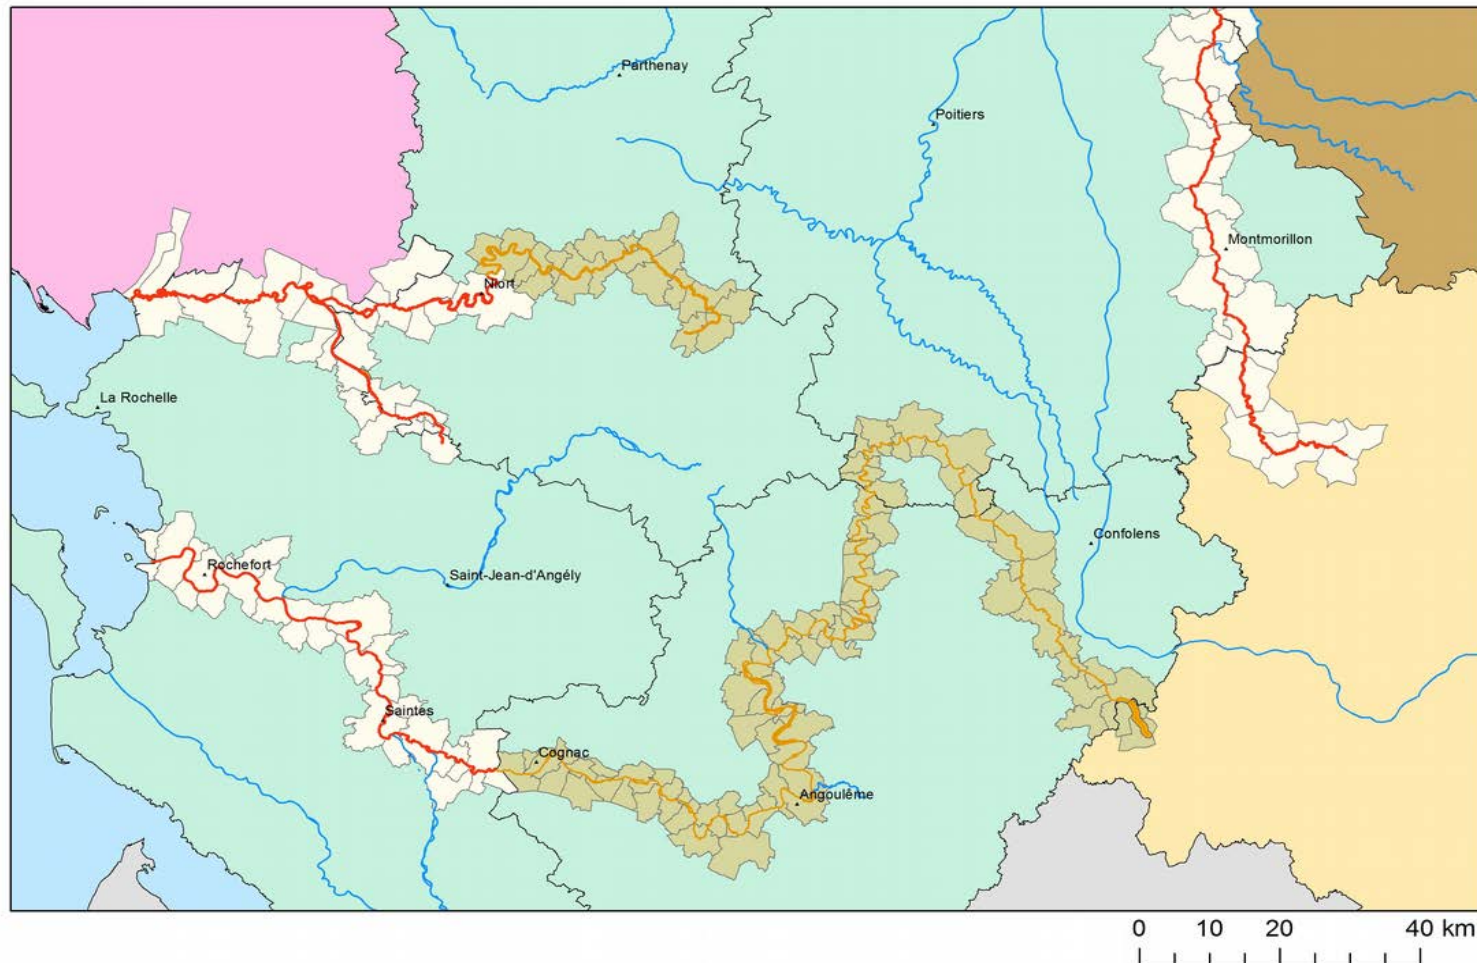 Parthenay
Poitiers
Montmorillon
Niort
La Rochelle
Confolens
Rochefort
Saint-Jean-d'Angély
Saintes
Cognac
Angoulême
0 10 20 40 km